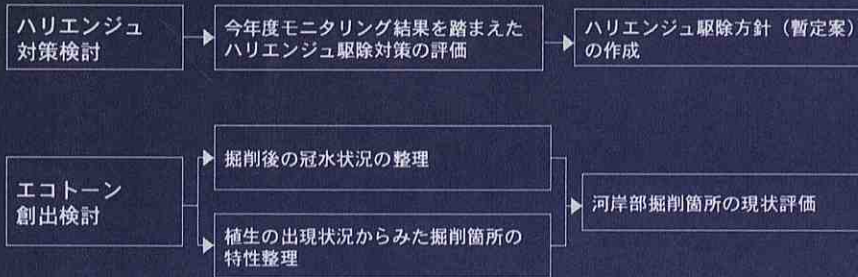 ハリエンジュ
対策検討
今年度モニタリング結果を踏まえた
ハリエンジュ駆除対策の評価
ハリエンジュ駆除方針（暫定案）
の作成
エコトーン
創出検討
掘削後の冠水状況の整理
植生の出現状況からみた掘削箇所の
特性整理
河岸部掘削箇所の現状評価